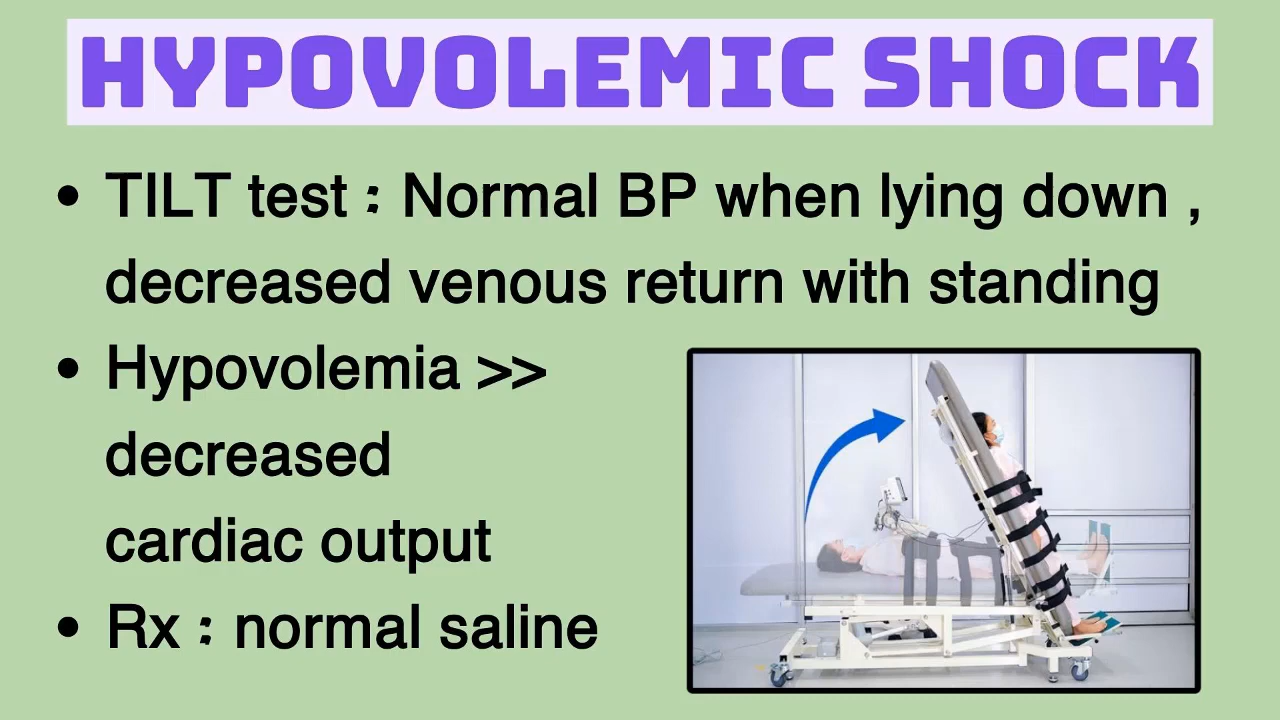 HYPOVOLEMIC SHOCK
• TILT test : Normal BP when lying down ,
decreased venous return with standing
• Hypovolemia >>
decreased
cardiac output
• Rx : normal saline